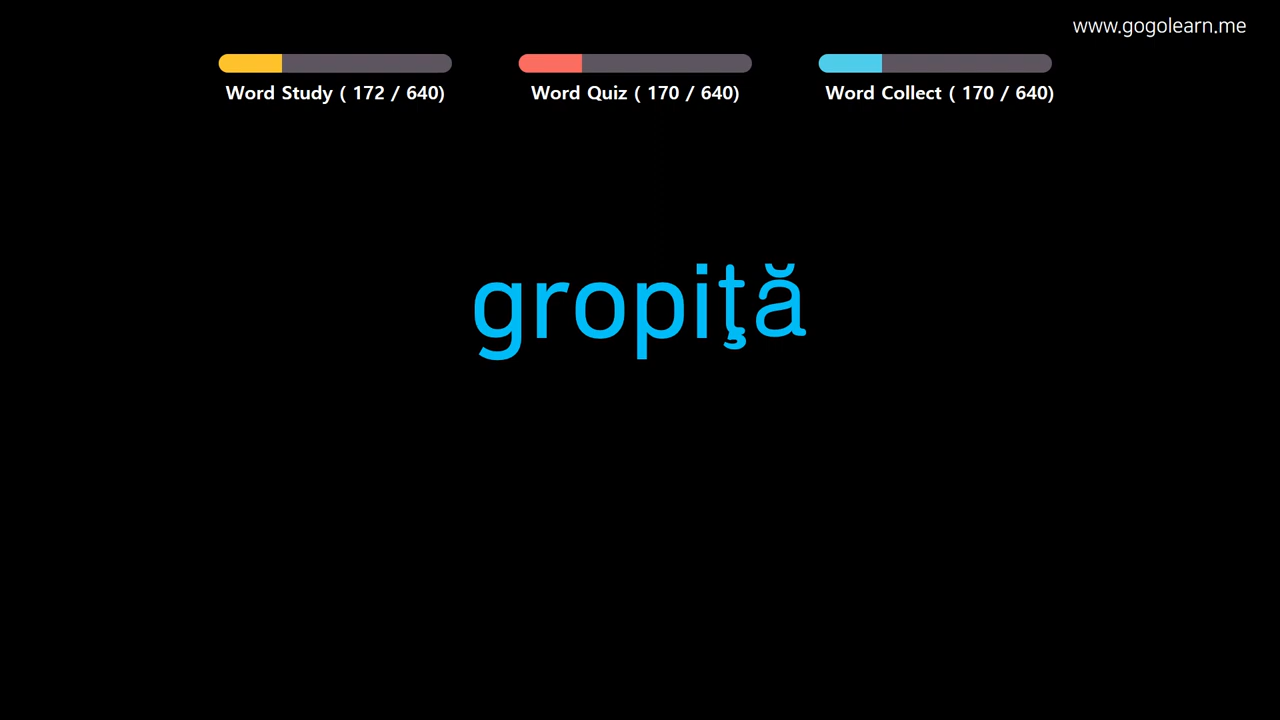 www.gogolearn.me
Word Study ( 172 / 640)
Word Quiz ( 170 / 640)
Word Collect ( 170 / 640)
gropiţă